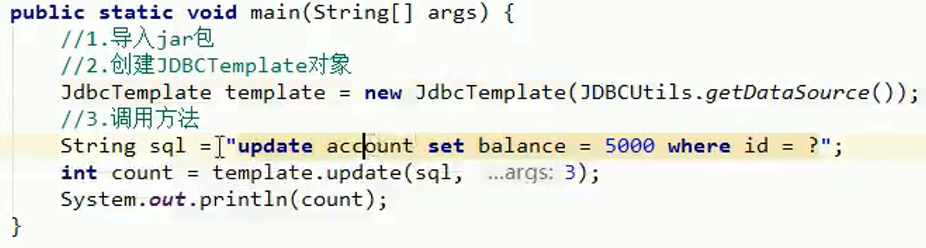 public static void main(String[] args) {
//1.导入jar包
//2.创建JDBCTemplate对象
JdbcTemplate template = new JdbcTemplate(JDBCUtils.getDataSource());
//3.调用方法
String sql = "update account set balance = 5000 where id = ?";
int count = template.update(sql, ...args: 3);
System.out.println(count);
}